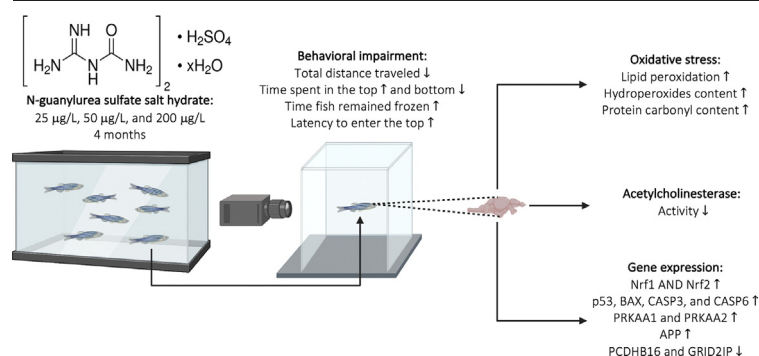 NH
O
H₂N
N
H
NH₂
2
• H₂SO₄
• xH₂O
N-guanylurea sulfate salt hydrate:
25 µg/L, 50 µg/L, and 200 µg/L
4 months
Behavioral impairment:
Total distance traveled ↓
Time spent in the top ↑ and bottom ↓
Time fish remained frozen ↑
Latency to enter the top ↑
Oxidative stress:
Lipid peroxidation ↑
Hydroperoxides content ↑
Protein carbonyl content ↑
Acetylcholinesterase:
Activity ↓
Gene expression:
Nrf1 AND Nrf2 ↑
p53, BAX, CASP3, and CASP6 ↑
PRKAA1 and PRKAA2 ↑
APP ↑
PCDHB16 and GRID2IP ↓